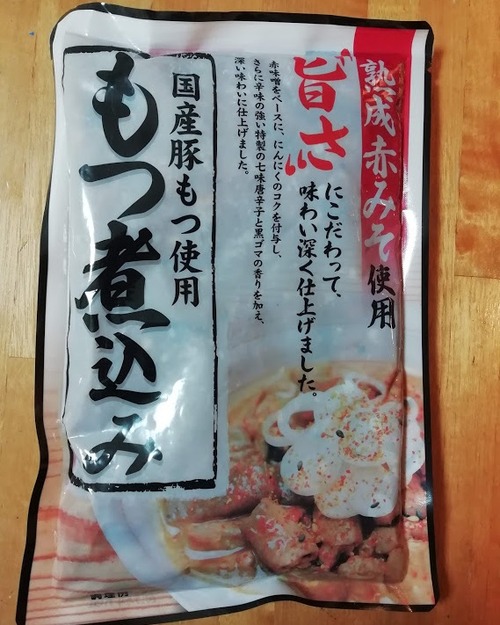 熟成赤みそ使用
旨さ
にこだわって、
味わい深く仕上げました。
赤味噌をベースに、にんにくのコクを付与し、
さらに辛味の強い特製の七味唐辛子と黒ゴマの香りを加え、
深い味わいに仕上げました。
国産豚もつ使用
もつ煮込み
調理例